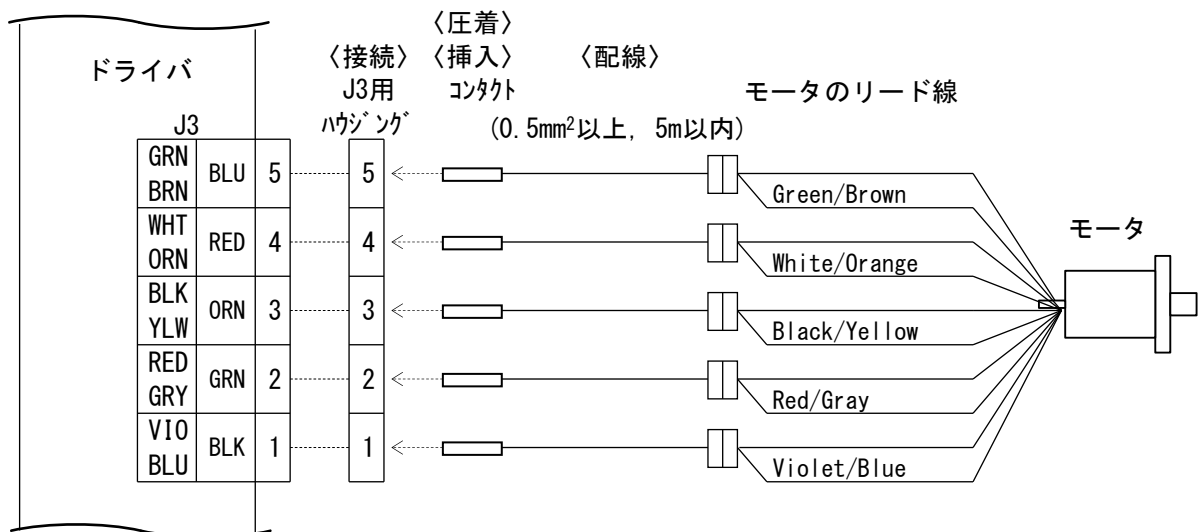 〈圧着〉
〈接続〉 〈挿入〉 〈配線〉
ドライバ
J3用 コンタクト モータのリード線
J3 ハウジング (0.5mm²以上, 5m以内)
GRN
BRN BLU 5 5 Green/Brown
WHT
ORN RED 4 4 White/Orange
モータ
BLK
YLW ORN 3 3 Black/Yellow
RED
GRY GRN 2 2 Red/Gray
VIO
BLU BLK 1 1 Violet/Blue